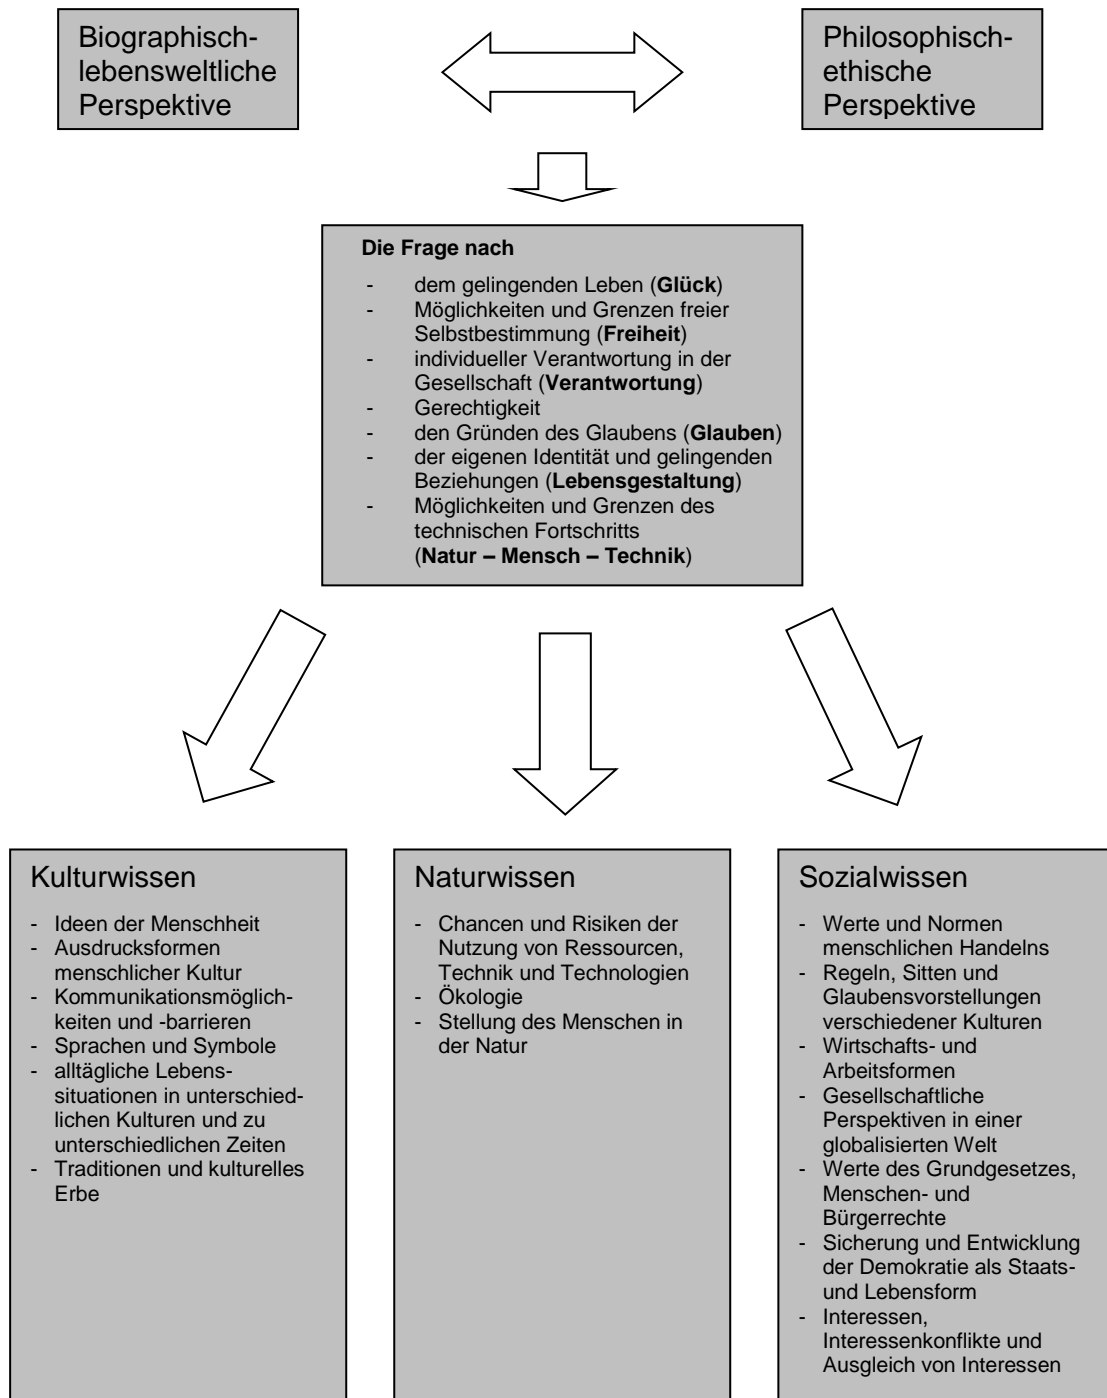 Biographisch-
lebensweltliche
Perspektive
Philosophisch-
ethische
Perspektive
Die Frage nach
- dem gelingenden Leben (Glück)
- Möglichkeiten und Grenzen freier
Selbstbestimmung (Freiheit)
- individueller Verantwortung in der
Gesellschaft (Verantwortung)
- Gerechtigkeit
- den Gründen des Glaubens (Glauben)
- der eigenen Identität und gelingenden
Beziehungen (Lebensgestaltung)
- Möglichkeiten und Grenzen des
technischen Fortschritts
(Natur – Mensch – Technik)
Kulturwissen
- Ideen der Menschheit
- Ausdrucksformen
menschlicher Kultur
- Kommunikationsmöglich-
keiten und -barrieren
- Sprachen und Symbole
- alltägliche Lebens-
situationen in unterschied-
lichen Kulturen und zu
unterschiedlichen Zeiten
- Traditionen und kulturelles
Erbe
Naturwissen
- Chancen und Risiken der
Nutzung von Ressourcen,
Technik und Technologien
- Ökologie
- Stellung des Menschen in
der Natur
Sozialwissen
- Werte und Normen
menschlichen Handelns
- Regeln, Sitten und
Glaubensvorstellungen
verschiedener Kulturen
- Wirtschafts- und
Arbeitsformen
- Gesellschaftliche
Perspektiven in einer
globalisierten Welt
- Werte des Grundgesetzes,
Menschen- und
Bürgerrechte
- Sicherung und Entwicklung
der Demokratie als Staats-
und Lebensform
- Interessen,
Interessenkonflikte und
Ausgleich von Interessen